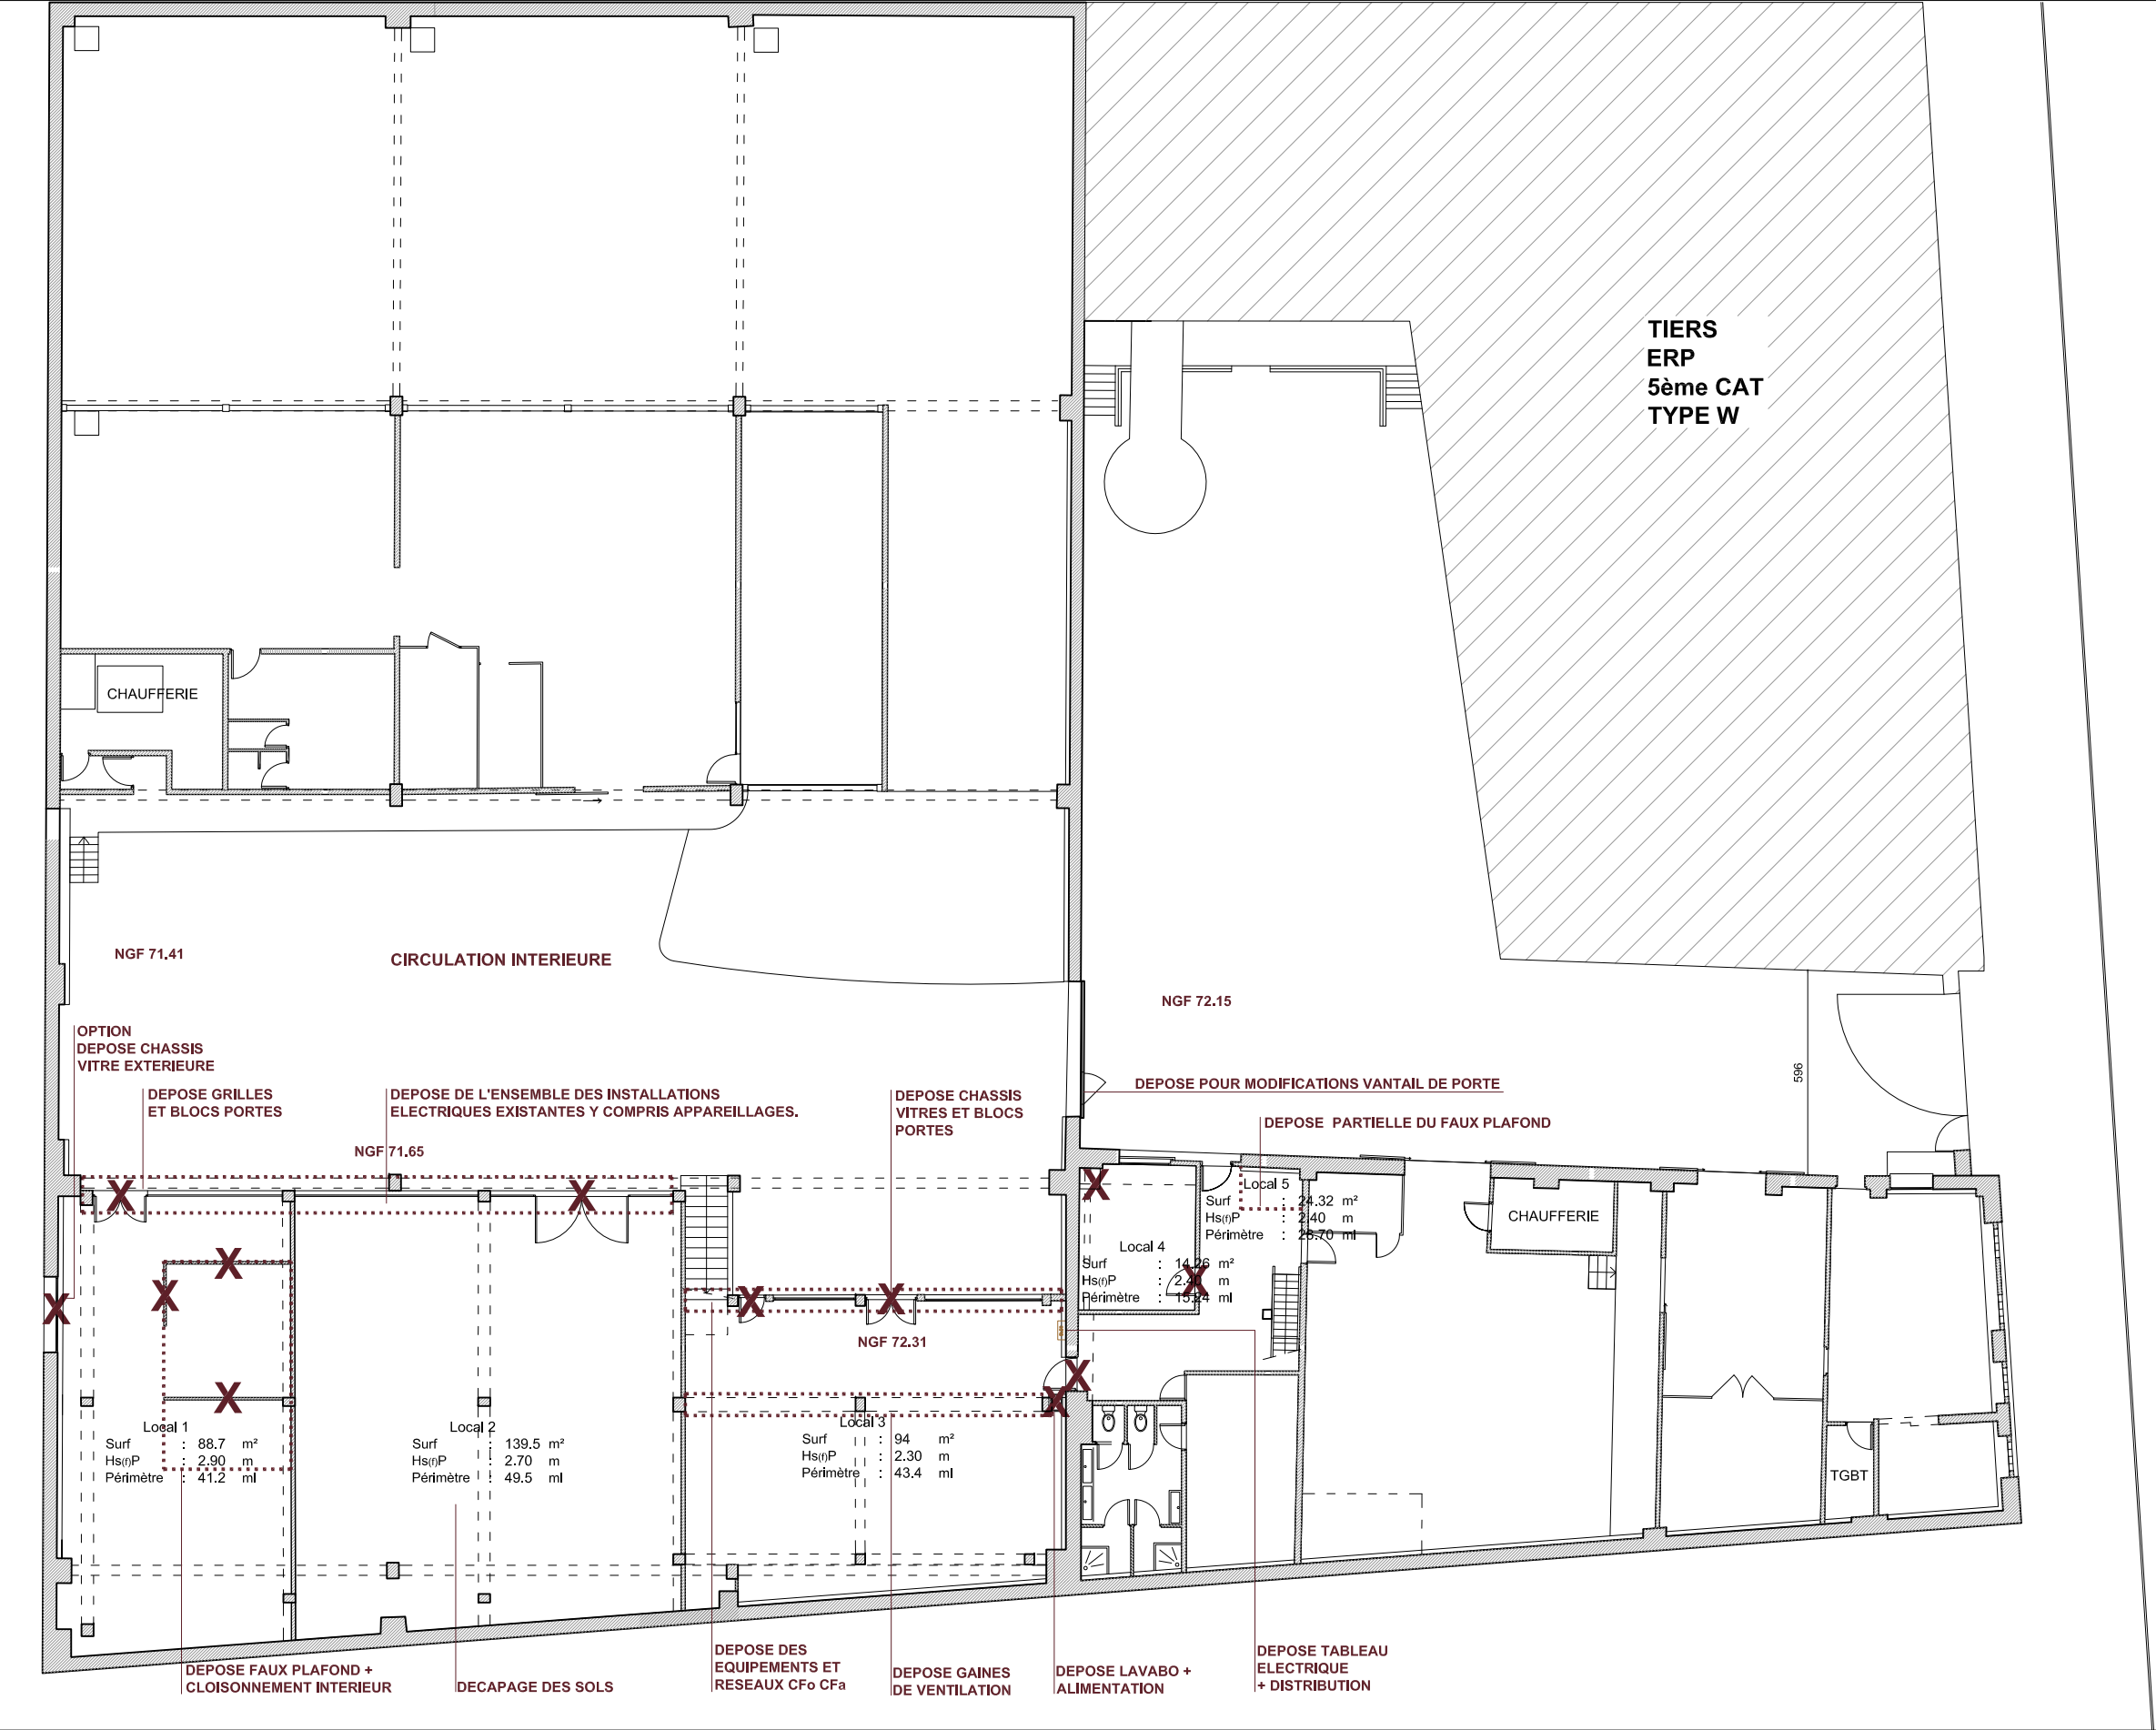 TIERS
ERP
5ème CAT
TYPE W
CHAUFFERIE
NGF 71.41
CIRCULATION INTERIEURE
NGF 72.15
OPTION
DEPOSE CHASSIS
VITRE EXTERIEURE
DEPOSE GRILLES
ET BLOCS PORTES
DEPOSE DE L'ENSEMBLE DES INSTALLATIONS
ELECTRIQUES EXISTANTES Y COMPRIS APPAREILLAGES.
DEPOSE CHASSIS
VITRES ET BLOCS
PORTES
DEPOSE POUR MODIFICATIONS VANTAIL DE PORTE
596
DEPOSE PARTIELLE DU FAUX PLAFOND
NGF 71.65
Local 5
Surf : 24.32 m²
Hs(f)P : 2.40 m
Périmètre : 28.70 ml
CHAUFFERIE
Local 4
Surf : 14.26 m²
Hs(f)P : 2.40 m
Périmètre : 15.24 ml
NGF 72.31
Local 1
Surf : 88.7 m²
Hs(f)P : 2.90 m
Périmètre : 41.2 ml
Local 2
Surf : 139.5 m²
Hs(f)P : 2.70 m
Périmètre : 49.5 ml
Local 3
Surf : 94 m²
Hs(f)P : 2.30 m
Périmètre : 43.4 ml
TGBT
DEPOSE FAUX PLAFOND +
CLOISONNEMENT INTERIEUR
DECAPAGE DES SOLS
DEPOSE DES
EQUIPEMENTS ET
RESEAUX CFo CFa
DEPOSE GAINES
DE VENTILATION
DEPOSE LAVABO +
ALIMENTATION
DEPOSE TABLEAU
ELECTRIQUE
+ DISTRIBUTION